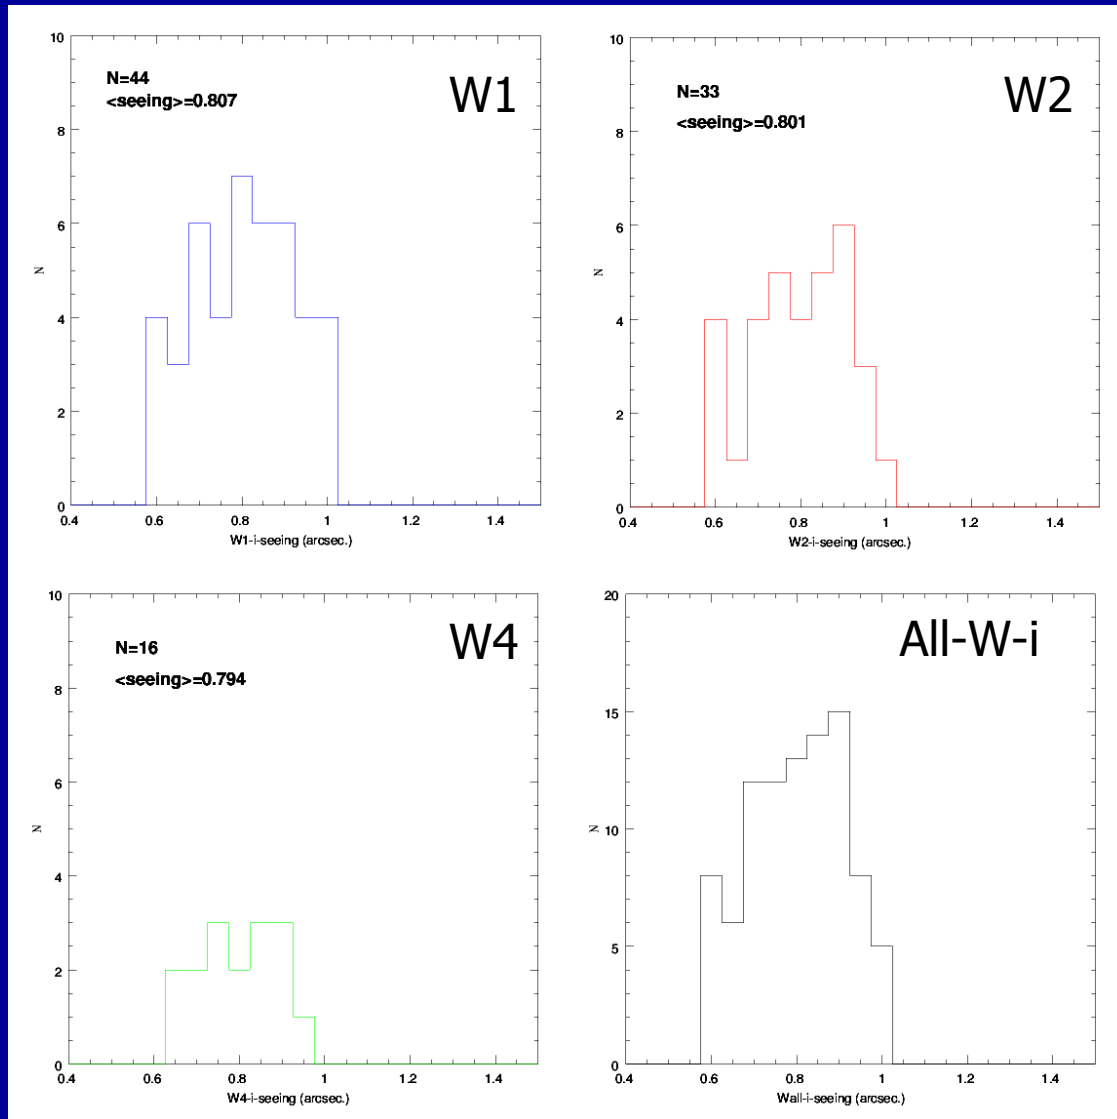 10
8
6
4
2
0
N
N=44
<seeing>=0.807
W1
0.4 0.6 0.8 1 1.2 1.4
W1-i-seeing (arcsec.)
10
8
6
4
2
0
N
N=33
<seeing>=0.801
W2
0.4 0.6 0.8 1 1.2 1.4
W2-i-seeing (arcsec.)
10
8
6
4
2
0
N
N=16
<seeing>=0.794
W4
0.4 0.6 0.8 1 1.2 1.4
W4-i-seeing (arcsec.)
20
15
10
5
0
N
All-W-i
0.4 0.6 0.8 1 1.2 1.4
Wall-i-seeing (arcsec.)